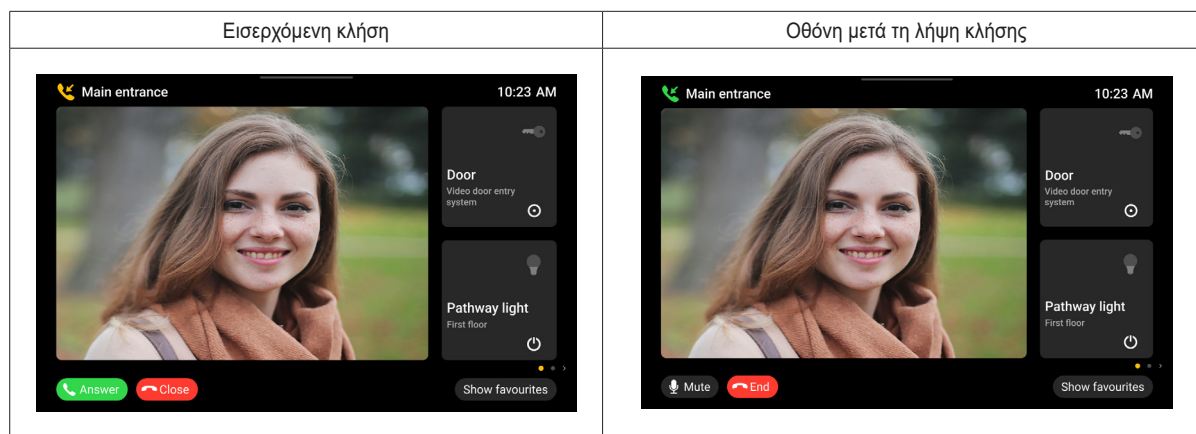 Εισερχόμενη κλήση
Οθόνη μετά τη λήψη κλήσης
Main entrance
10:23 AM
Door
Video door entry
system
Pathway light
First floor
Answer
Close
Show favourites
Main entrance
10:23 AM
Door
Video door entry
system
Pathway light
First floor
Mute
End
Show favourites